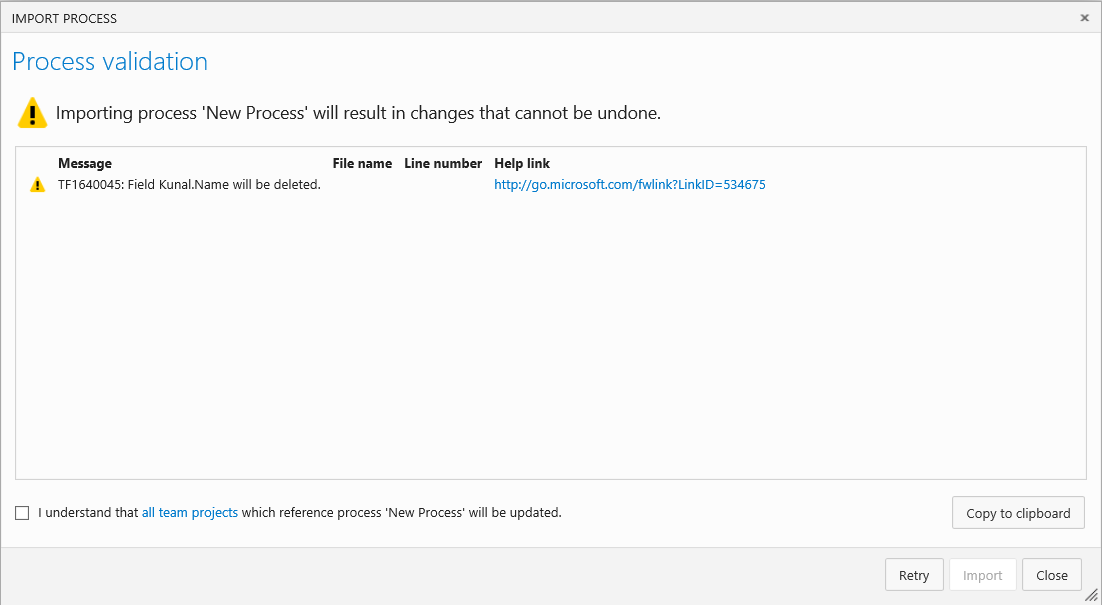 IMPORT PROCESS
Process validation
Importing process 'New Process' will result in changes that cannot be undone.
Message File name Line number Help link
TF1640045: Field Kunal.Name will be deleted. http://go.microsoft.com/fwlink?LinkID=534675
I understand that all team projects which reference process 'New Process' will be updated.
Copy to clipboard
Retry Import Close